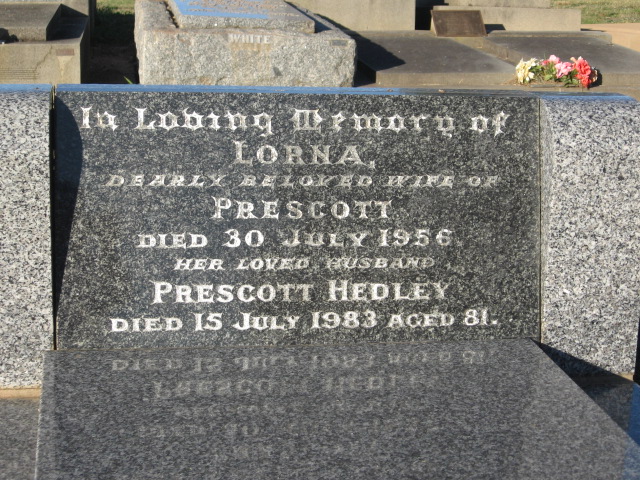 WHITE
In Loving Memory of
LORNA,
DEARLY BELOVED WIFE OF
PRESCOTT
DIED 30 JULY 1956.
HER LOVED HUSBAND
PRESCOTT HEDLEY
DIED 15 JULY 1983 AGED 81.